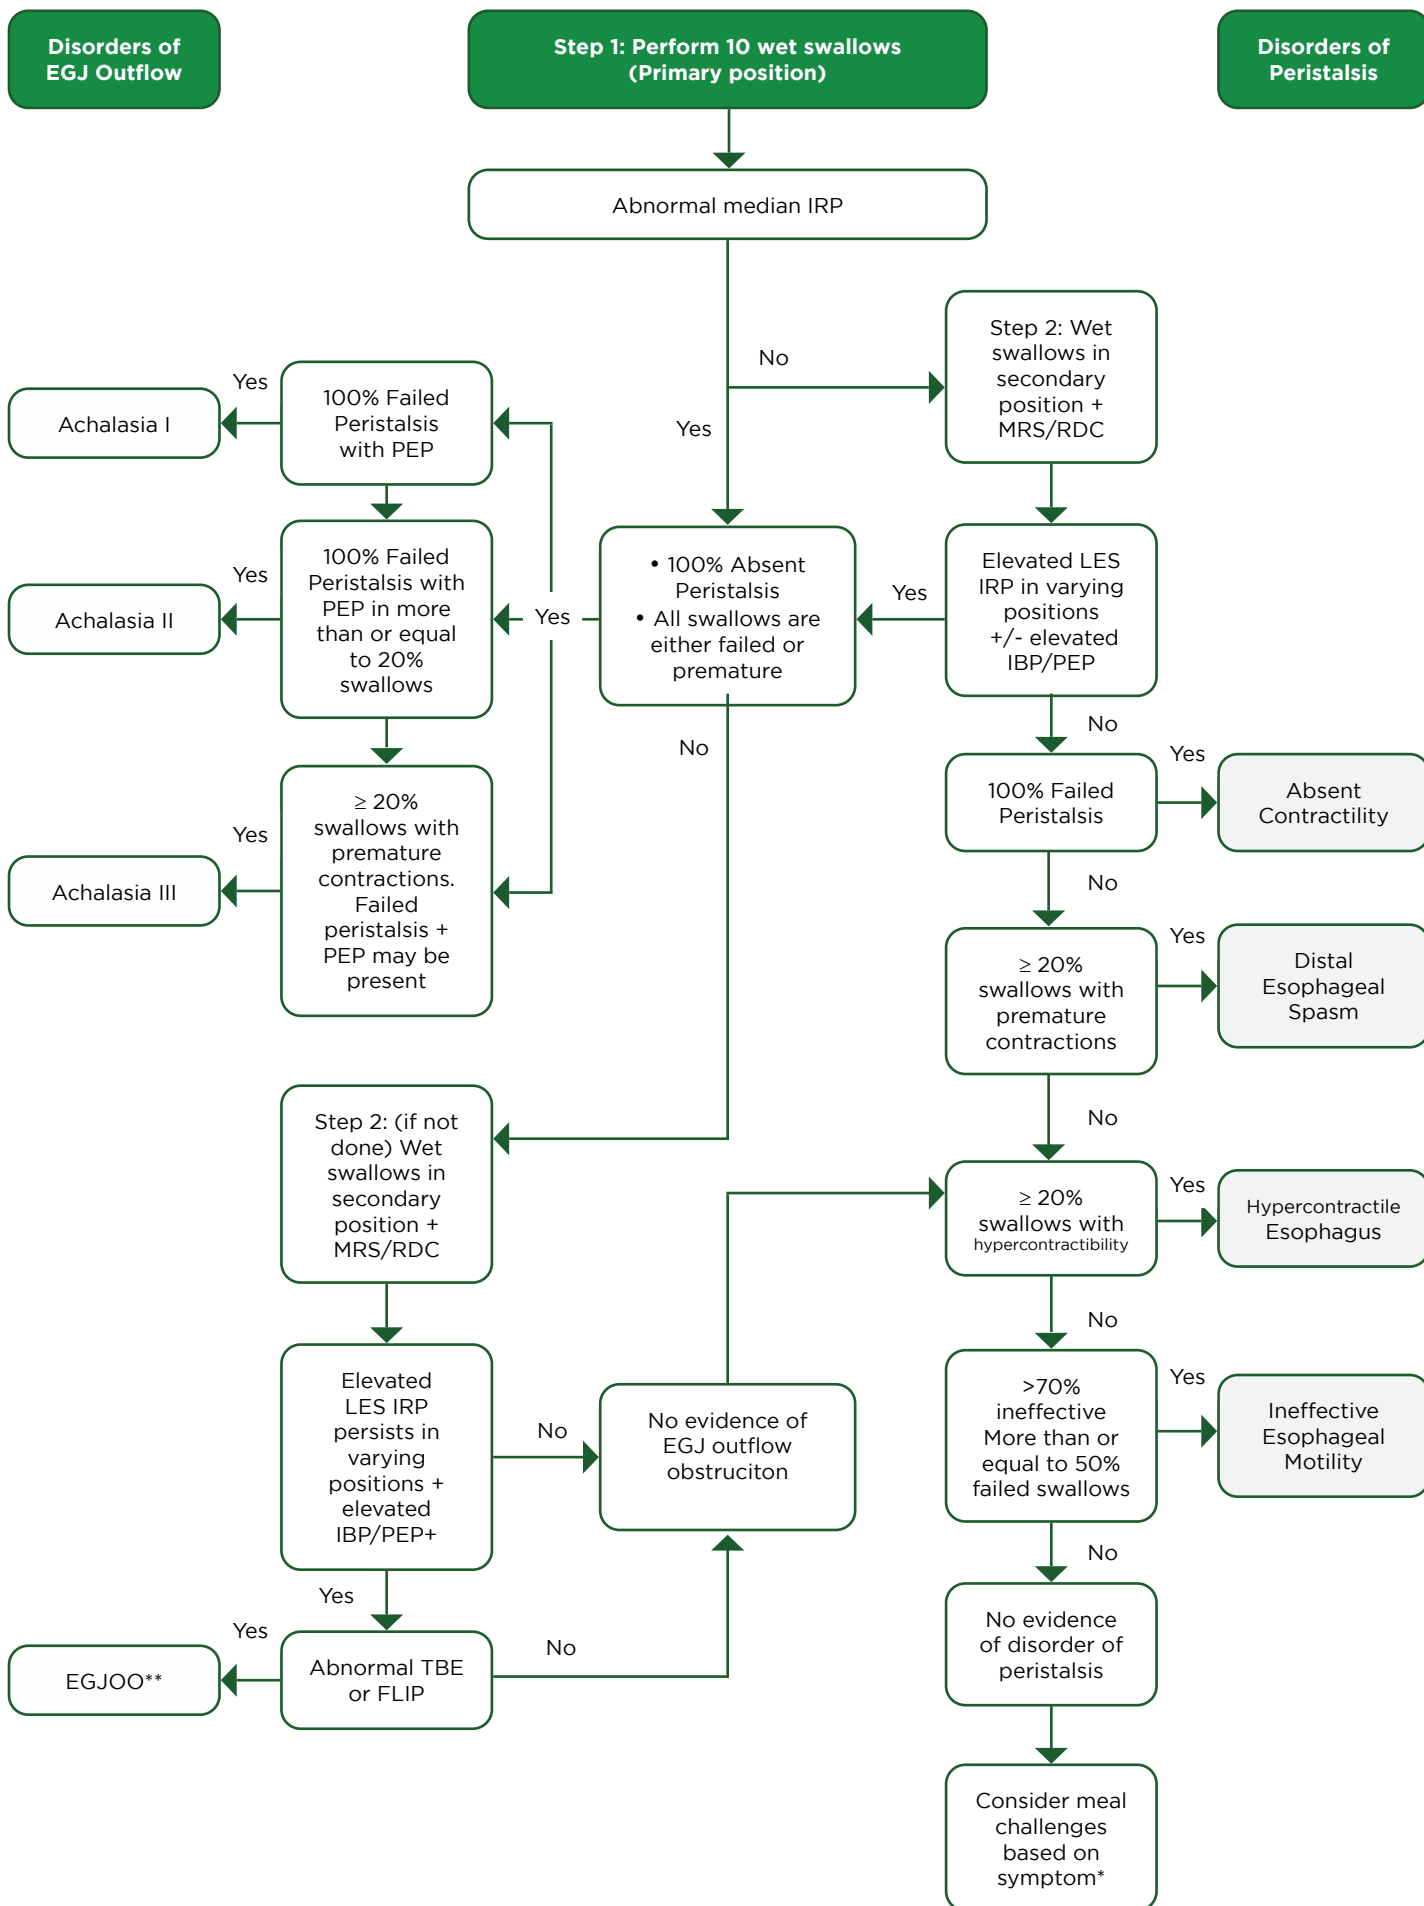 Disorders of
EGJ Outflow
Step 1: Perform 10 wet swallows
(Primary position)
Disorders of
Peristalsis
Abnormal median IRP
No
Yes
Step 2: Wet
swallows in
secondary
position +
MRS/RDC
Achalasia I
Yes
100% Failed
Peristalsis
with PEP
Achalasia II
Yes
100% Failed
Peristalsis with
PEP in more
than or equal
to 20%
swallows
Yes
• 100% Absent
Peristalsis
• All swallows are
either failed or
premature
Yes
Elevated LES
IRP in varying
positions
+/- elevated
IBP/PEP
No
No
100% Failed
Peristalsis
Yes
Absent
Contractility
Achalasia III
Yes
≥ 20%
swallows with
premature
contractions.
Failed
peristalsis +
PEP may be
present
No
≥ 20%
swallows with
premature
contractions
Yes
Distal
Esophageal
Spasm
No
Step 2: (if not
done) Wet
swallows in
secondary
position +
MRS/RDC
≥ 20%
swallows with
hypercontractibility
Yes
Hypercontractile
Esophagus
No
Elevated
LES IRP
persists in
varying
positions +
elevated
IBP/PEP+
No
No evidence of
EGJ outflow
obstruciton
>70%
ineffective
More than or
equal to 50%
failed swallows
Yes
Ineffective
Esophageal
Motility
No
Yes
EGJOO**
Yes
Abnormal TBE
or FLIP
No
No evidence
of disorder of
peristalsis
Consider meal
challenges
based on
symptom*